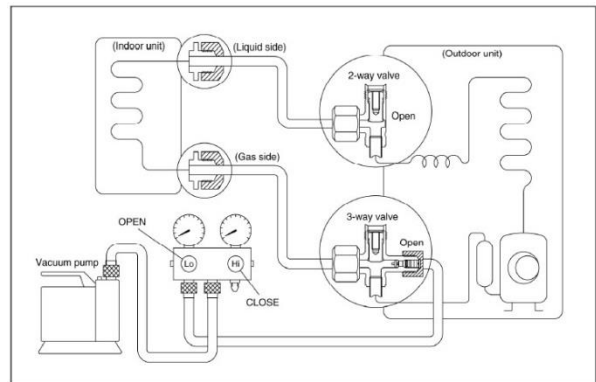 (Indoor unit)
(Liquid side)
(Outdoor unit)
2-way valve
Open
(Gas side)
3-way valve
Open
OPEN
Lo
Hi
Vacuum pump
CLOSE